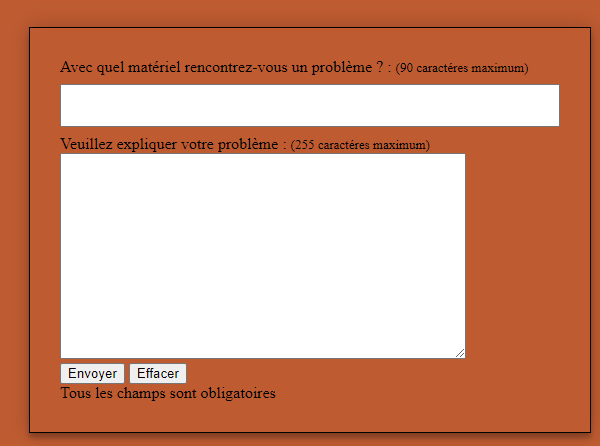 Avec quel matériel rencontrez-vous un problème ? : (90 caractéres maximum)
Veuillez expliquer votre problème : (255 caractéres maximum)
Envoyer Effacer
Tous les champs sont obligatoires